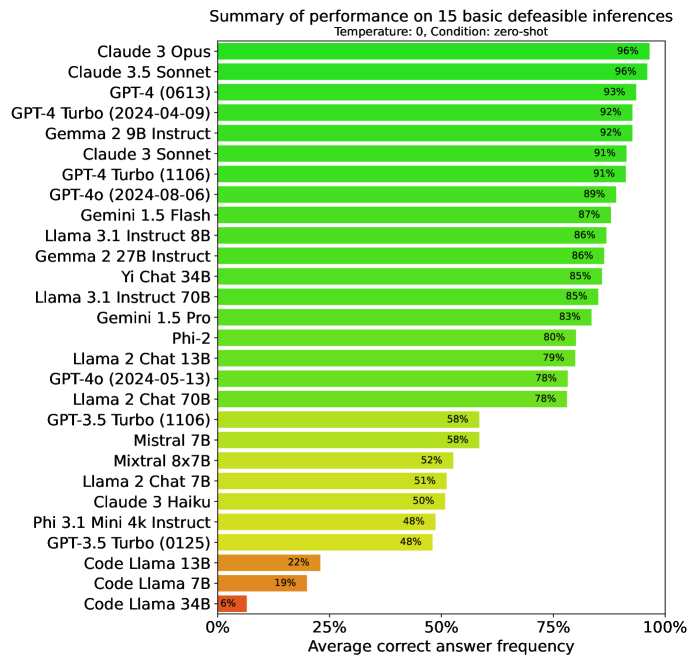 Summary of performance on 15 basic defeasible inferences
Temperature: 0, Condition: zero-shot
Claude 3 Opus 96%
Claude 3.5 Sonnet 96%
GPT-4 (0613) 93%
GPT-4 Turbo (2024-04-09) 92%
Gemma 2 9B Instruct 92%
Claude 3 Sonnet 91%
GPT-4 Turbo (1106) 91%
GPT-4o (2024-08-06) 89%
Gemini 1.5 Flash 87%
Llama 3.1 Instruct 8B 86%
Gemma 2 27B Instruct 86%
Yi Chat 34B 85%
Llama 3.1 Instruct 70B 85%
Gemini 1.5 Pro 83%
Phi-2 80%
Llama 2 Chat 13B 79%
GPT-4o (2024-05-13) 78%
Llama 2 Chat 70B 78%
GPT-3.5 Turbo (1106) 58%
Mistral 7B 58%
Mixtral 8x7B 52%
Llama 2 Chat 7B 51%
Claude 3 Haiku 50%
Phi 3.1 Mini 4k Instruct 48%
GPT-3.5 Turbo (0125) 48%
Code Llama 13B 22%
Code Llama 7B 19%
Code Llama 34B 6%
0% 25% 50% 75% 100%
Average correct answer frequency